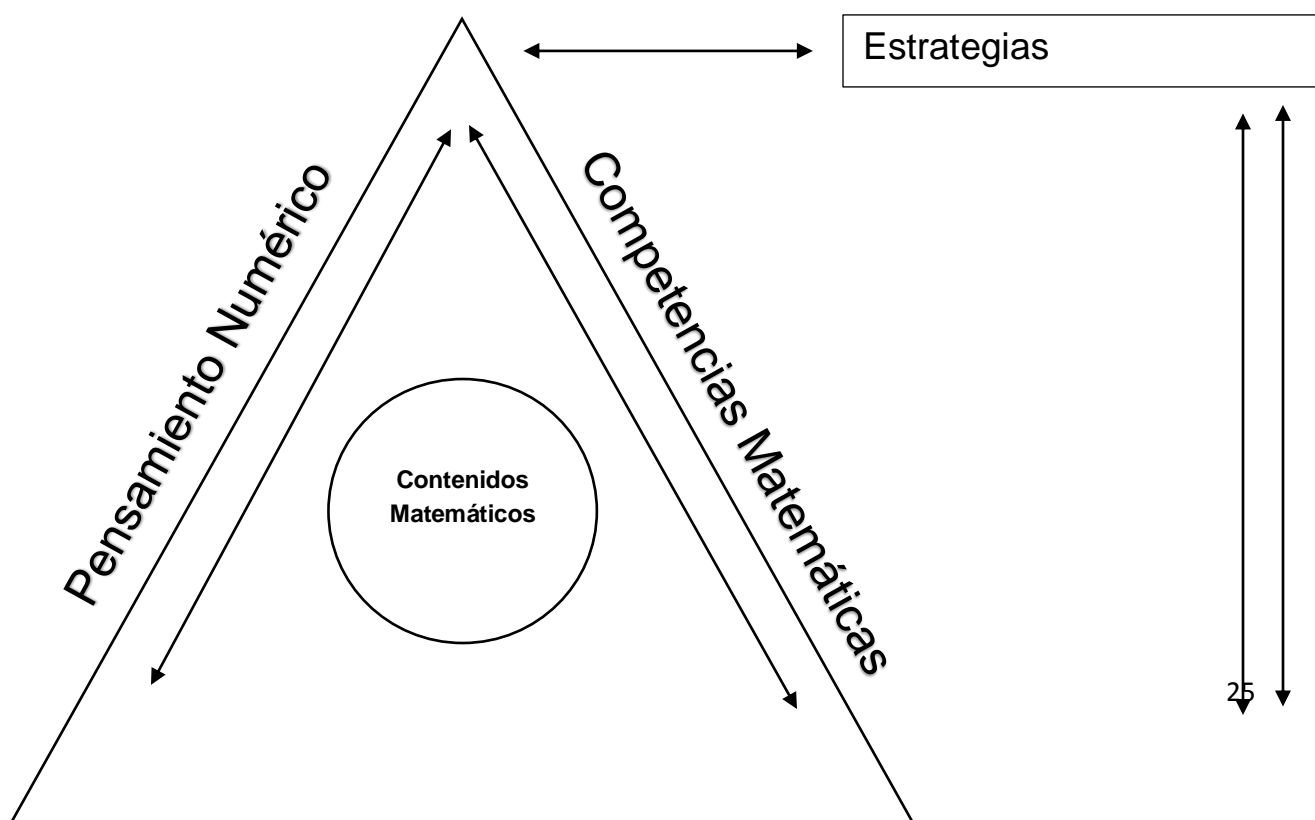 Estrategias
Pensamiento Numérico
Competencias Matemáticas
Contenidos
Matemáticos
25